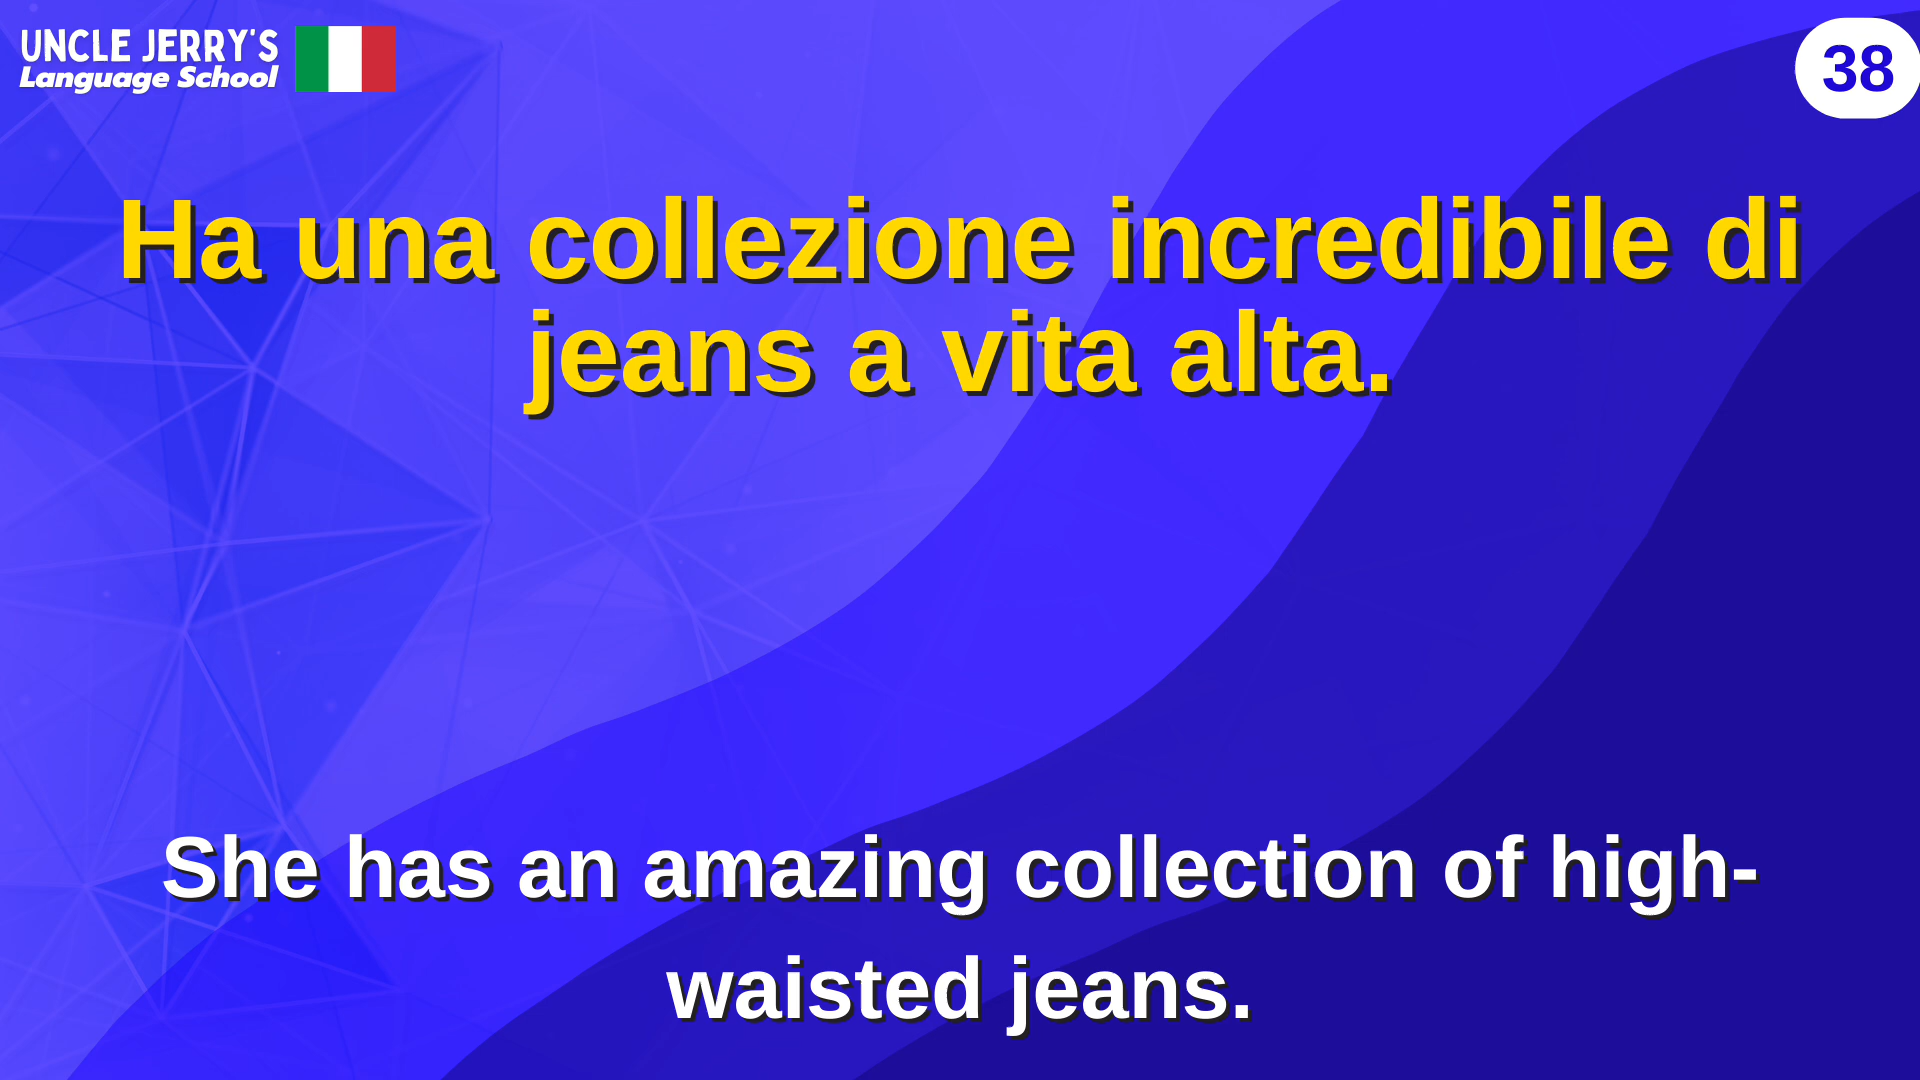 UNCLE JERRY'S
Language School
38
Ha una collezione incredibile di
jeans a vita alta.
She has an amazing collection of high-
waisted jeans.